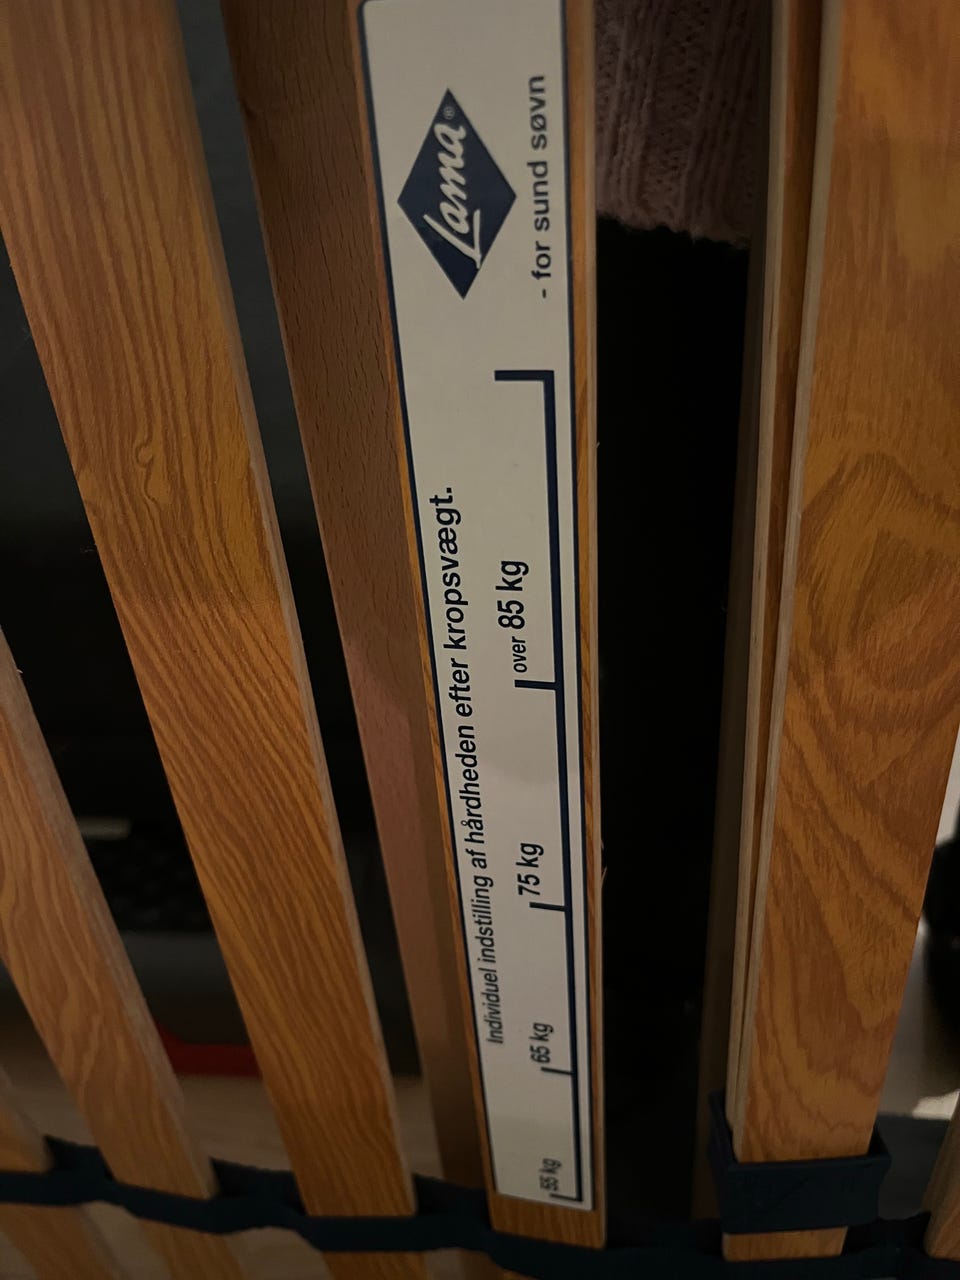 Individuel indstilling af hårdheden efter kropsvægt.
55 kg
65 kg
75 kg
over 85 kg
Lama®
- for sund søvn